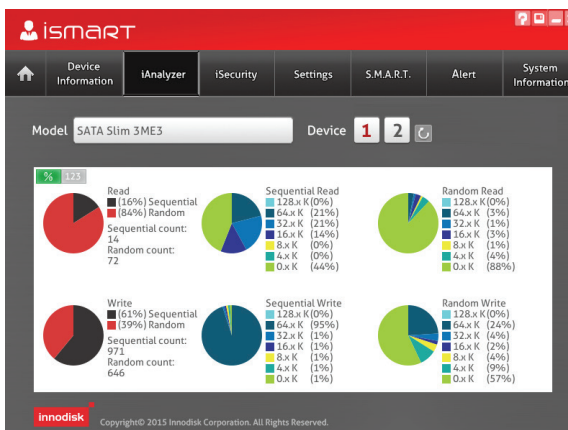 ? 
ismart
Device Information
iAnalyzer
iSecurity
Settings
S.M.A.R.T.
Alert
System Information
Model SATA Slim 3ME3 Device 1 2
% 123
Read
(16%) Sequential
(84%) Random
Sequential count:
14
Random count:
72
Sequential Read
128.x K(0%)
64.x K (21%)
32.x K (21%)
16.x K (14%)
8.x K (0%)
4.x K (0%)
0.x K (44%)
Random Read
128.x K(0%)
64.x K (3%)
32.x K (1%)
16.x K (3%)
8.x K (1%)
4.x K (4%)
0.x K (88%)
Write
(61%) Sequential
(39%) Random
Sequential count:
971
Random count:
646
Sequential Write
128.x K(0%)
64.x K (95%)
32.x K (1%)
16.x K (1%)
8.x K (1%)
4.x K (1%)
0.x K (1%)
Random Write
128.x K(0%)
64.x K (24%)
32.x K (4%)
16.x K (2%)
8.x K (4%)
4.x K (9%)
0.x K (57%)
innodisk
Copyright© 2015 Innodisk Corporation. All Rights Reserved.